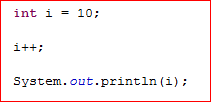 int i = 10;
i++;
System.out.println(i);